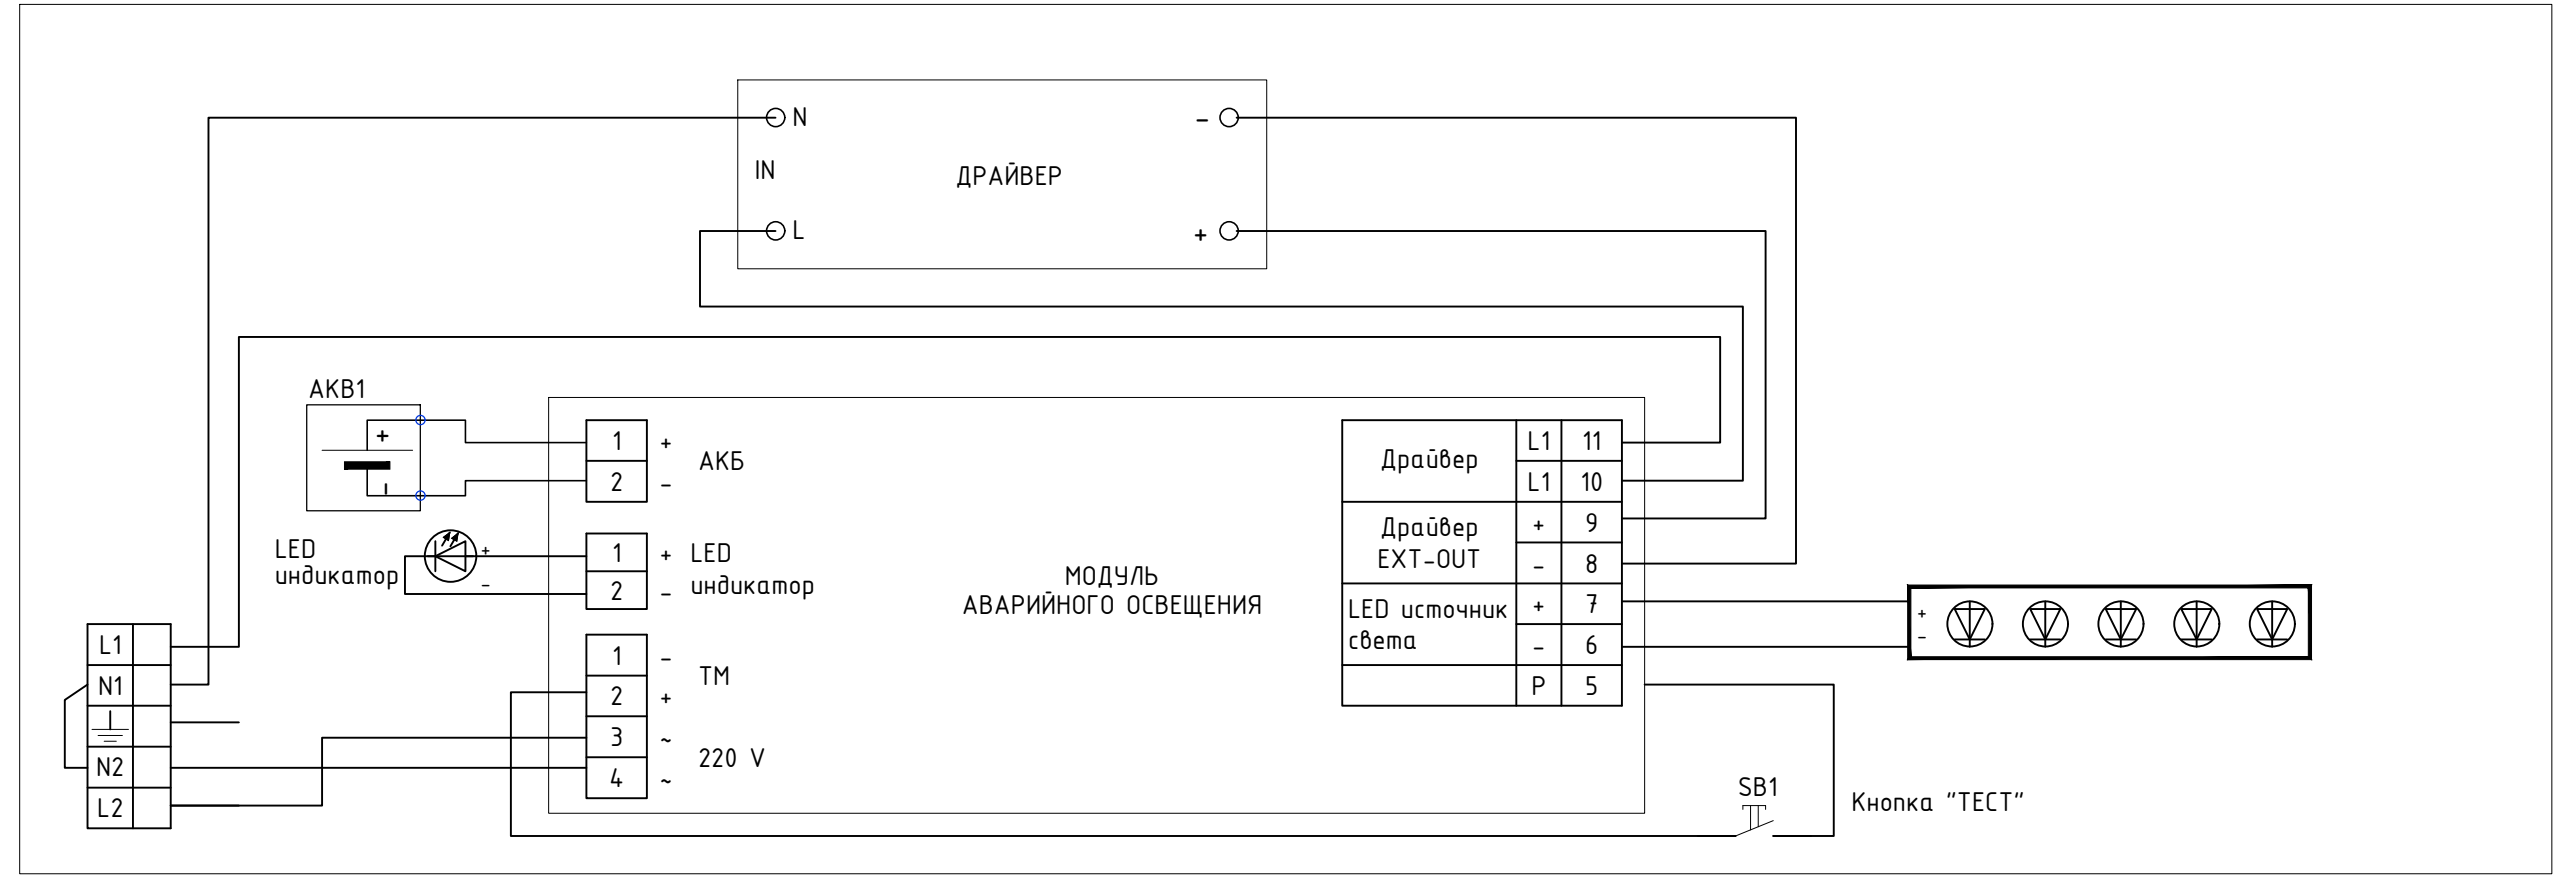 N
-
IN
ДРАЙВЕР
L
+
АКВ1
+
-
1 +
АКБ
2 -
LED
индикатор
+
-
1 +
2 -
LED
индикатор
1 -
2 +
ТМ
3 ~
4 ~
220 V
L1
N1
N2
L2
МОДУЛЬ
АВАРИЙНОГО ОСВЕЩЕНИЯ
Драйвер
L1 11
L1 10
Драйвер
EXT-OUT
+ 9
- 8
LED источник
света
+ 7
- 6
P 5
+
-
SB1
Кнопка "ТЕСТ"